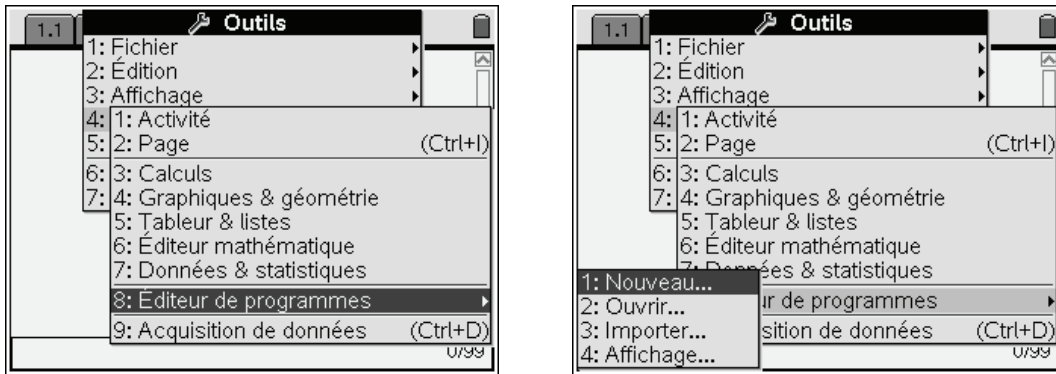 1.1
Outils
1: Fichier
2: Édition
3: Affichage
4: 1: Activité
5: 2: Page (Ctrl+I)
6: 3: Calculs
7: 4: Graphiques & géométrie
5: Tableur & listes
6: Éditeur mathématique
7: Données & statistiques
8: Éditeur de programmes
9: Acquisition de données (Ctrl+D)
0/99
1.1
Outils
1: Fichier
2: Édition
3: Affichage
4: 1: Activité
5: 2: Page (Ctrl+I)
6: 3: Calculs
7: 4: Graphiques & géométrie
5: Tableur & listes
6: Éditeur mathématique
7: Données & statistiques
1: Nouveau...
2: Ouvrir... ur de programmes
3: Importer... sition de données (Ctrl+D)
4: Affichage... 0/99